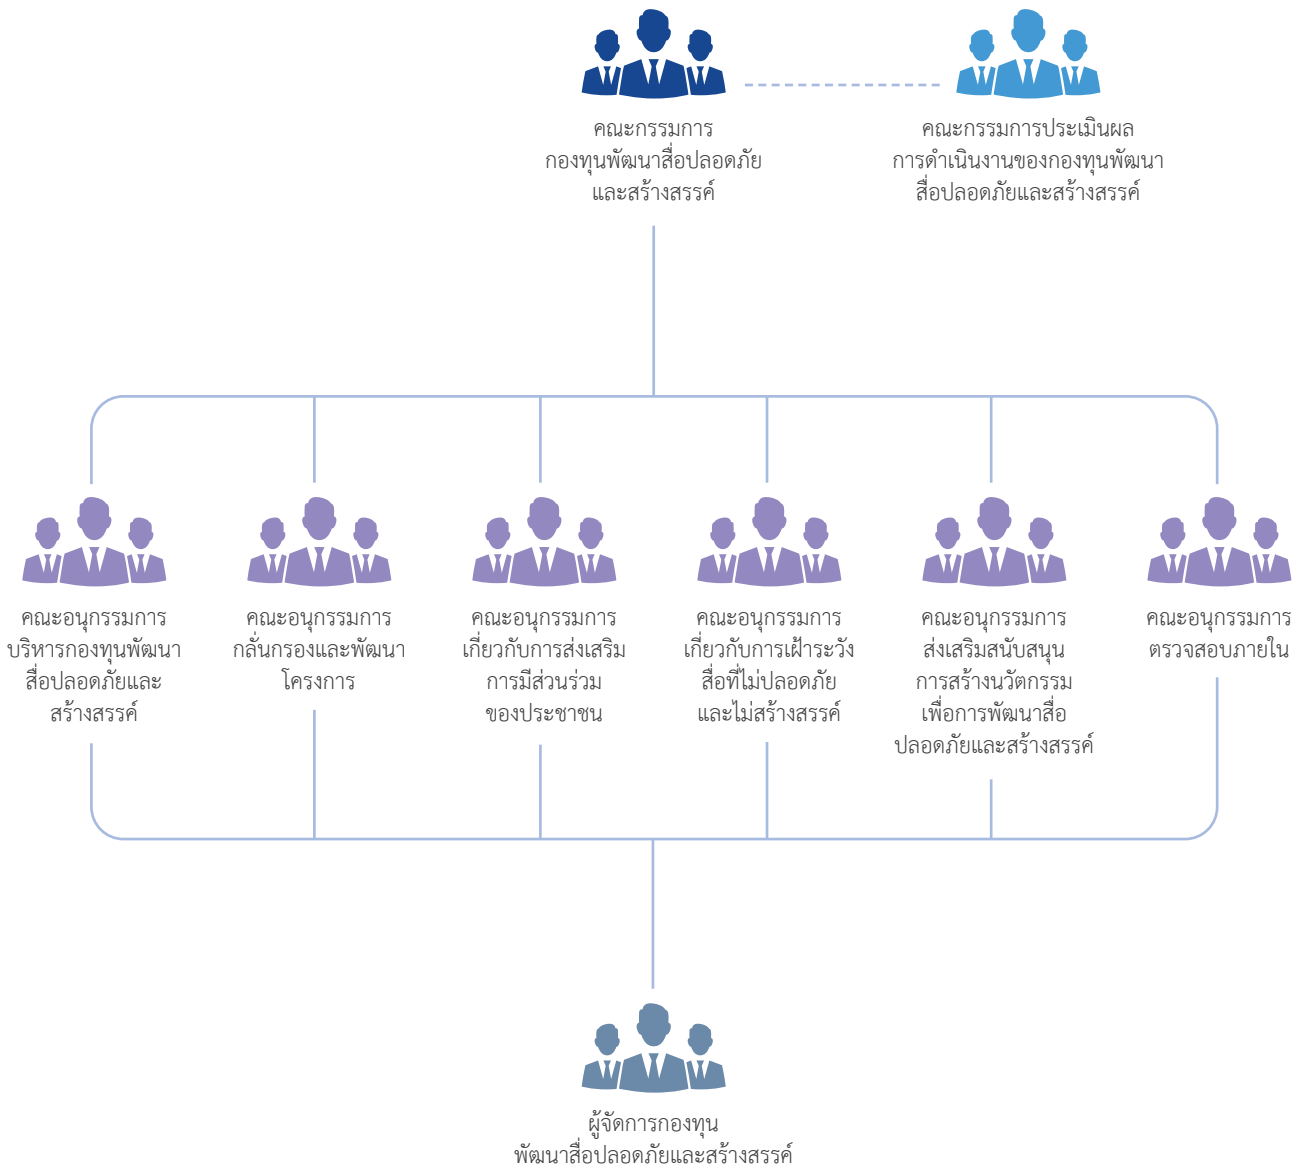 คณะกรรมการ
กองทุนพัฒนาสื่อปลอดภัย
และสร้างสรรค์
คณะกรรมการประเมินผล
การดำเนินงานของกองทุนพัฒนา
สื่อปลอดภัยและสร้างสรรค์
คณะอนุกรรมการ
บริหารกองทุนพัฒนา
สื่อปลอดภัยและ
สร้างสรรค์
คณะอนุกรรมการ
กลั่นกรองและพัฒนา
โครงการ
คณะอนุกรรมการ
เกี่ยวกับการส่งเสริม
การมีส่วนร่วม
ของประชาชน
คณะอนุกรรมการ
เกี่ยวกับการเฝ้าระวัง
สื่อที่ไม่ปลอดภัย
และไม่สร้างสรรค์
คณะอนุกรรมการ
ส่งเสริมสนับสนุน
การสร้างนวัตกรรม
เพื่อการพัฒนาสื่อ
ปลอดภัยและสร้างสรรค์
คณะอนุกรรมการ
ตรวจสอบภายใน
ผู้จัดการกองทุน
พัฒนาสื่อปลอดภัยและสร้างสรรค์